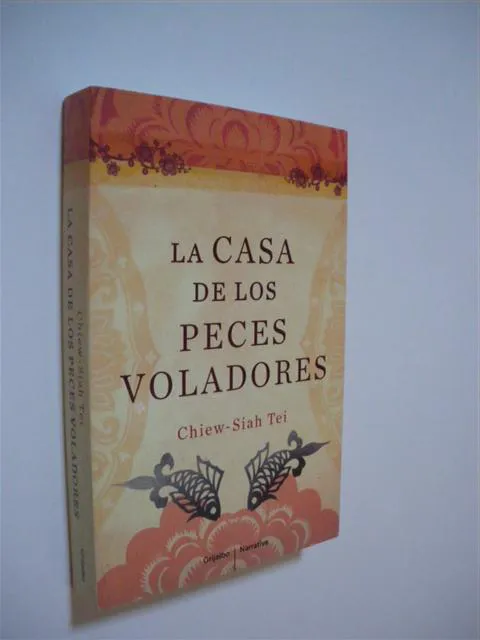 LA CASA
DE LOS
PECES
VOLADORES
Chiew-Siah Tei
Grijalbo | Narrativa
Chiew-Siah Tei
LA CASA DE LOS PECES VOLADORES
Grijalbo